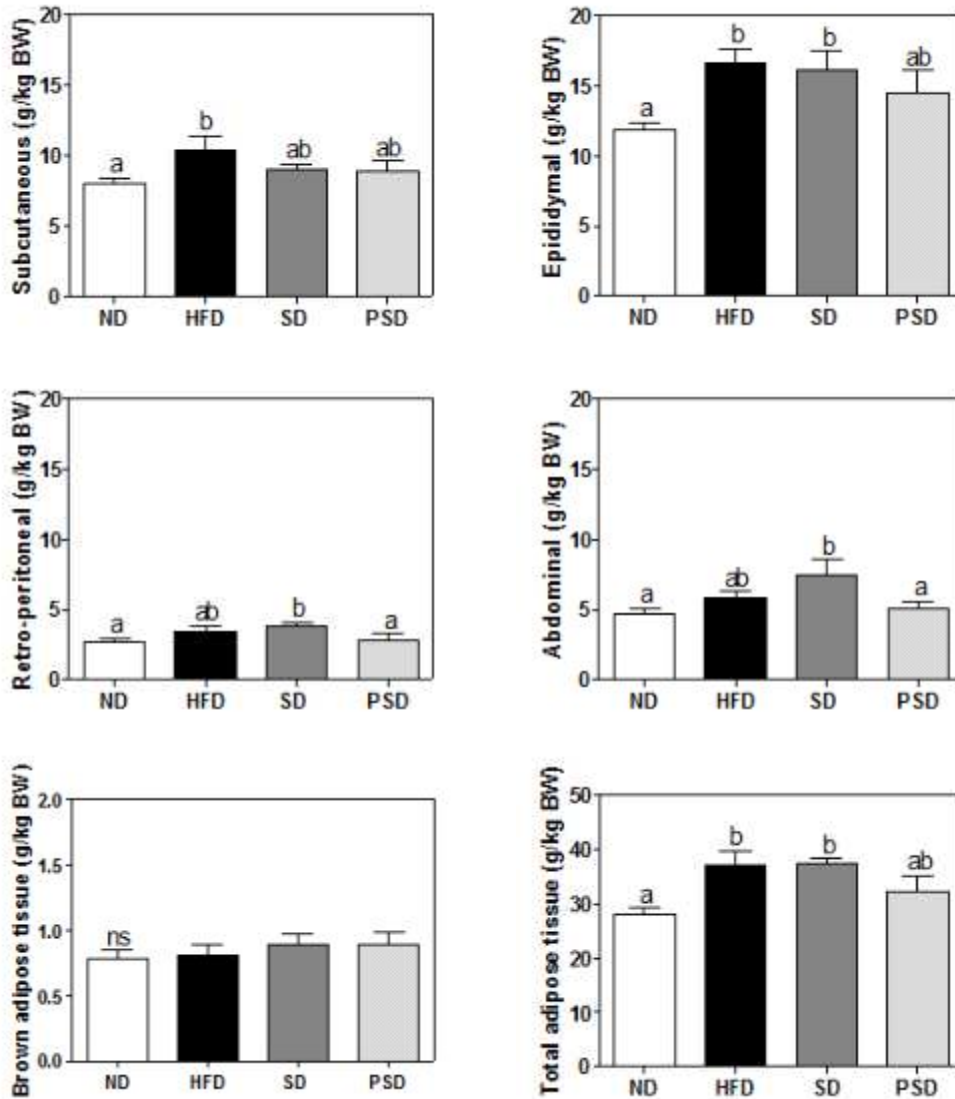 Subcutaneous (g/kg BW)
20
15
10
5
0
a
b
ab
ab
ND HFD SD PSD
Epididymal (g/kg BW)
20
15
10
5
0
a
b
b
ab
ND HFD SD PSD
Retro-peritoneal (g/kg BW)
20
15
10
5
0
a
ab
b
a
ND HFD SD PSD
Abdominal (g/kg BW)
20
15
10
5
0
a
ab
b
a
ND HFD SD PSD
Brown adipose tissue (g/kg BW)
2.0
1.5
1.0
0.5
0.0
ns
ND HFD SD PSD
Total adipose tissue (g/kg BW)
50
40
30
20
10
0
a
b
b
ab
ND HFD SD PSD